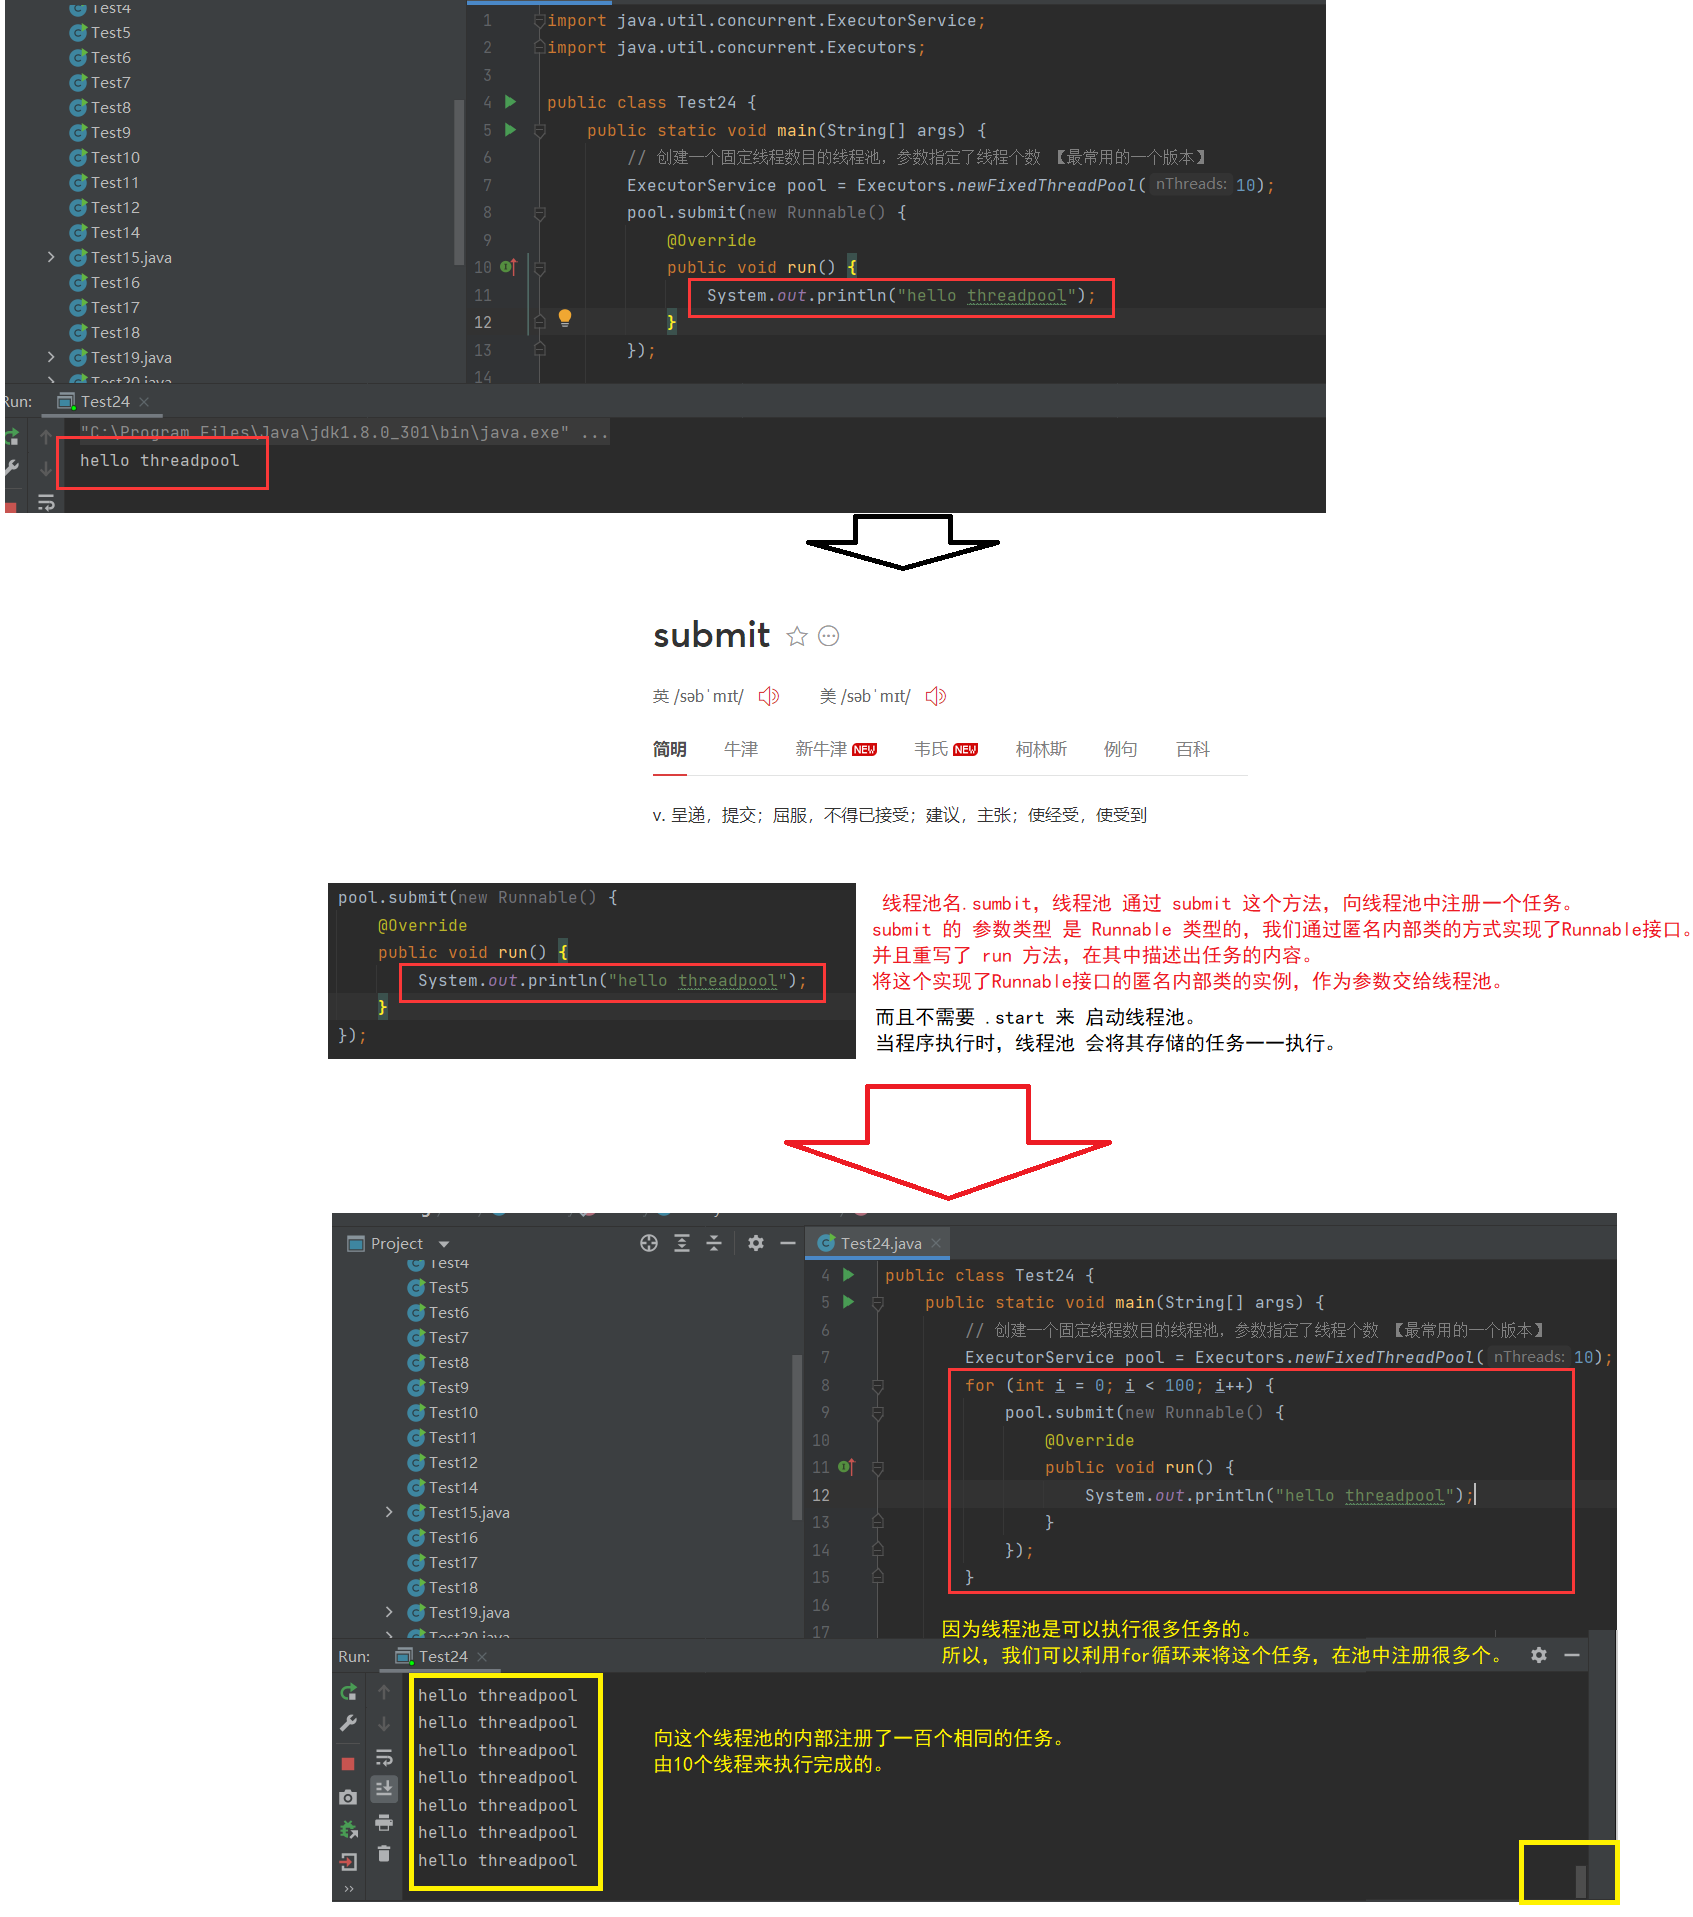 Test4
Test5
Test6
Test7
Test8
Test9
Test10
Test11
Test12
Test14
Test15.java
Test16
Test17
Test18
Test19.java
Test20.java
1 import java.util.concurrent.ExecutorService;
2 import java.util.concurrent.Executors;
3
4 public class Test24 {
5 public static void main(String[] args) {
6 // 创建一个固定线程数目的线程池，参数指定了线程个数 【最常用的一个版本】
7 ExecutorService pool = Executors.newFixedThreadPool( nThreads: 10);
8 pool.submit(new Runnable() {
9 @Override
10 public void run() {
11 System.out.println("hello threadpool");
12 }
13 });
14
Run: Test24
"C:\Program Files\Java\jdk1.8.0_301\bin\java.exe" ...
hello threadpool
submit
英 /səbˈmɪt/ 美 /səbˈmɪt/
简明 牛津 新牛津 NEW 韦氏 NEW 柯林斯 例句 百科
v. 呈递，提交；屈服，不得已接受；建议，主张；使经受，使受到
pool.submit(new Runnable() {
@Override
public void run() {
System.out.println("hello threadpool");
}
});
线程池名.sumbit，线程池 通过 submit 这个方法，向线程池中注册一个任务。
submit 的 参数类型 是 Runnable 类型的，我们通过匿名内部类的方式实现了Runnable接口。
并且重写了 run 方法，在其中描述出任务的内容。
将这个实现了Runnable接口的匿名内部类的实例，作为参数交给线程池。
而且不需要 .start 来 启动线程池。
当程序执行时，线程池 会将其存储的任务一一执行。
Project
Test4
Test5
Test6
Test7
Test8
Test9
Test10
Test11
Test12
Test14
Test15.java
Test16
Test17
Test18
Test19.java
Test20.java
Test24.java
4 public class Test24 {
5 public static void main(String[] args) {
6 // 创建一个固定线程数目的线程池，参数指定了线程个数 【最常用的一个版本】
7 ExecutorService pool = Executors.newFixedThreadPool( nThreads: 10);
8 for (int i = 0; i < 100; i++) {
9 pool.submit(new Runnable() {
10 @Override
11 public void run() {
12 System.out.println("hello threadpool");
13 }
14 });
15 }
16
17
因为线程池是可以执行很多任务的。
所以，我们可以利用for循环来将这个任务，在池中注册很多个。
Run: Test24
hello threadpool
hello threadpool
hello threadpool
hello threadpool
hello threadpool
hello threadpool
hello threadpool
向这个线程池的内部注册了一百个相同的任务。
由10个线程来执行完成的。